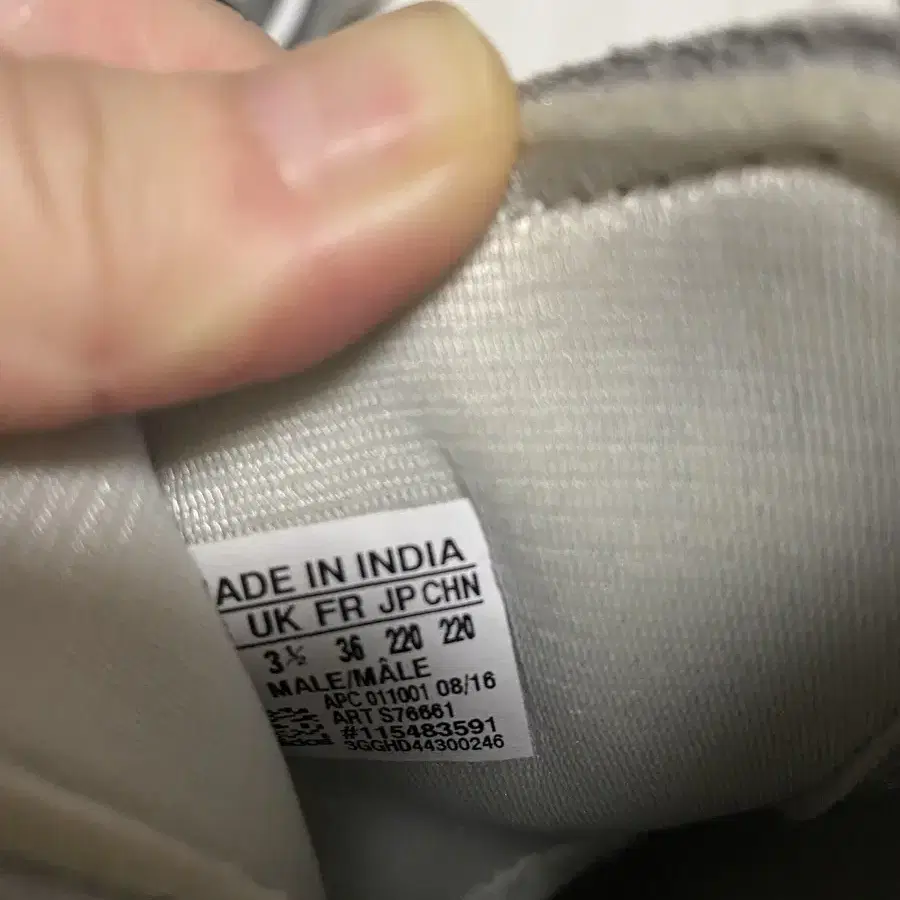 ADE IN INDIA
UK FR JP CHN
3½ 36 220 220
MALE/MÂLE
APC 011001 08/16
ART S76661
#115483591
3GGHD44300246